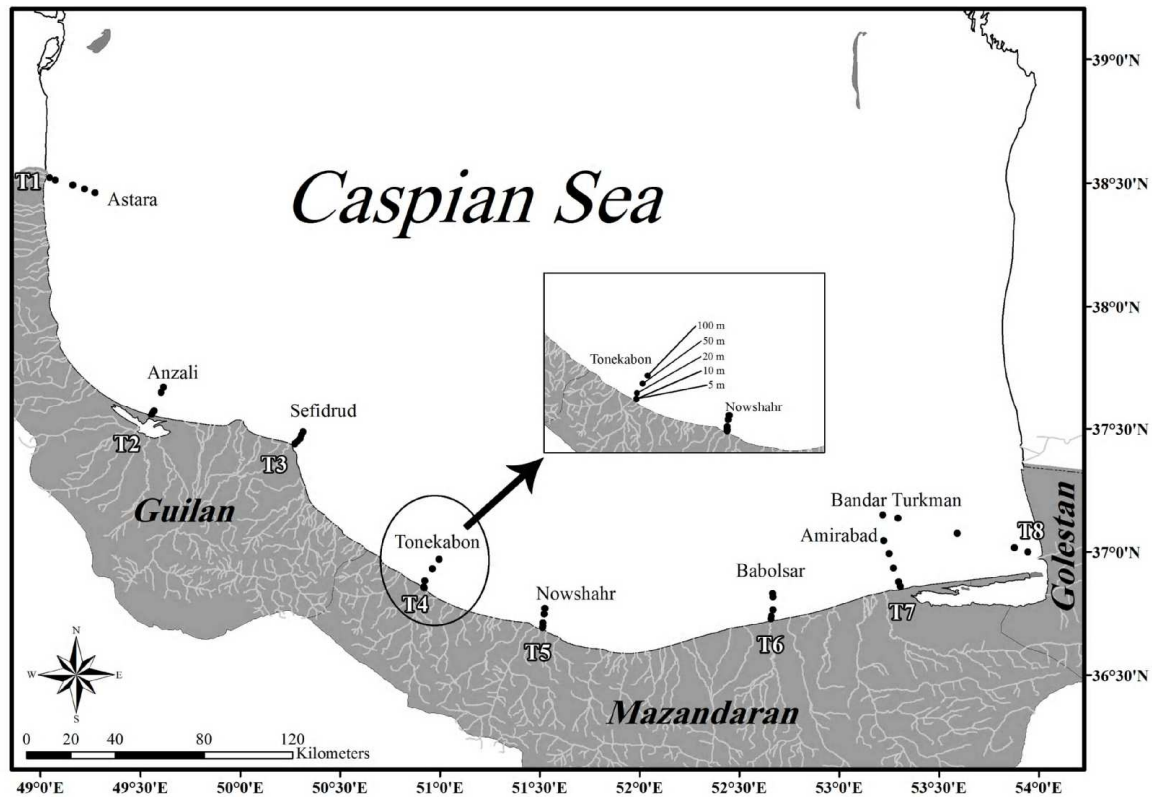 39°0'N
38°30'N
38°0'N
37°30'N
37°0'N
36°30'N
Caspian Sea
T1
Astara
100 m
50 m
20 m
10 m
5 m
Tonekabon
Nowshahr
Anzali
T2
Sefidrud
T3
Guilan
Tonekabon
T4
Nowshahr
T5
Babolsar
T6
Bandar Turkman
Amirabad
T7
T8
Golestan
Mazandaran
N
W
E
S
0 20 40 80 120
Kilometers
49°0'E 49°30'E 50°0'E 50°30'E 51°0'E 51°30'E 52°0'E 52°30'E 53°0'E 53°30'E 54°0'E